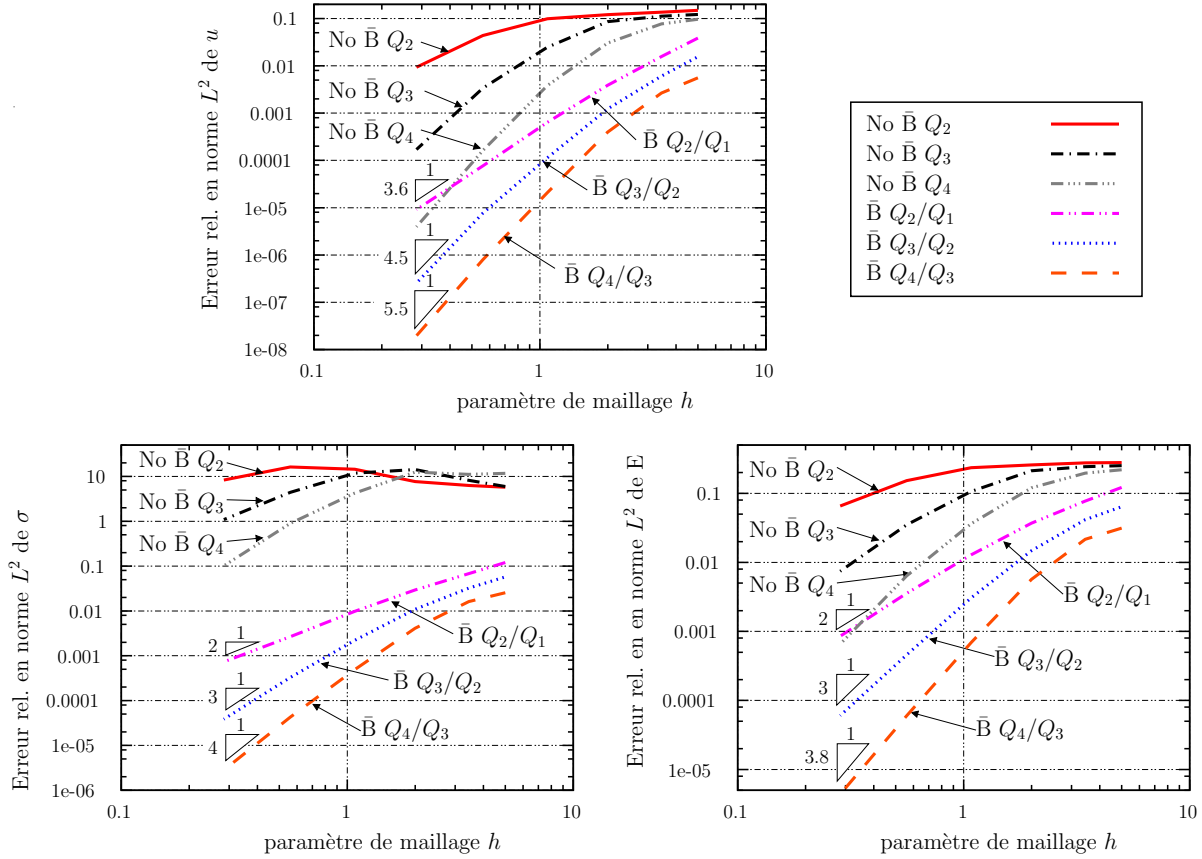 Erreur rel. en norme L² de u
0.1
0.01
0.001
0.0001
1e-05
1e-06
1e-07
1e-08
0.1
1
10
paramètre de maillage h
No B̄ Q₂
No B̄ Q₃
No B̄ Q₄
B̄ Q₂/Q₁
B̄ Q₃/Q₂
B̄ Q₄/Q₃
1
3.6
1
4.5
1
5.5
No B̄ Q₂
No B̄ Q₃
No B̄ Q₄
B̄ Q₂/Q₁
B̄ Q₃/Q₂
B̄ Q₄/Q₃
Erreur rel. en norme L² de σ
10
1
0.1
0.01
0.001
0.0001
1e-05
1e-06
0.1
1
10
paramètre de maillage h
No B̄ Q₂
No B̄ Q₃
No B̄ Q₄
B̄ Q₂/Q₁
B̄ Q₃/Q₂
B̄ Q₄/Q₃
1
2
1
3
1
4
Erreur rel. en norme L² de E
0.1
0.01
0.001
0.0001
1e-05
0.1
1
10
paramètre de maillage h
No B̄ Q₂
No B̄ Q₃
No B̄ Q₄
B̄ Q₂/Q₁
B̄ Q₃/Q₂
B̄ Q₄/Q₃
1
2
1
3
1
3.8